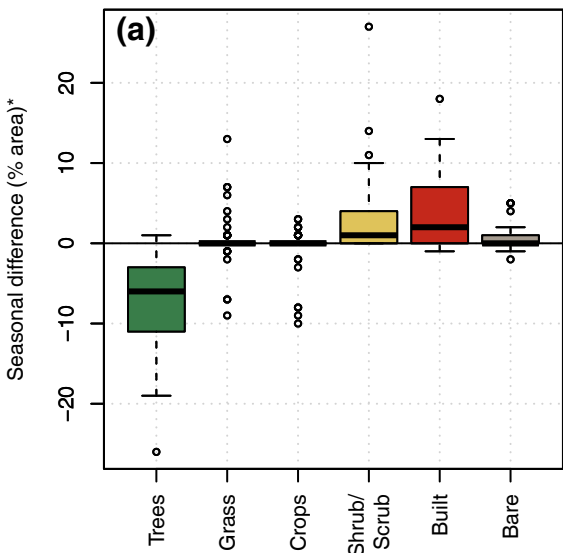 (a)
Seasonal difference (% area)*
20
10
0
−10
−20
Trees
Grass
Crops
Shrub/
Scrub
Built
Bare